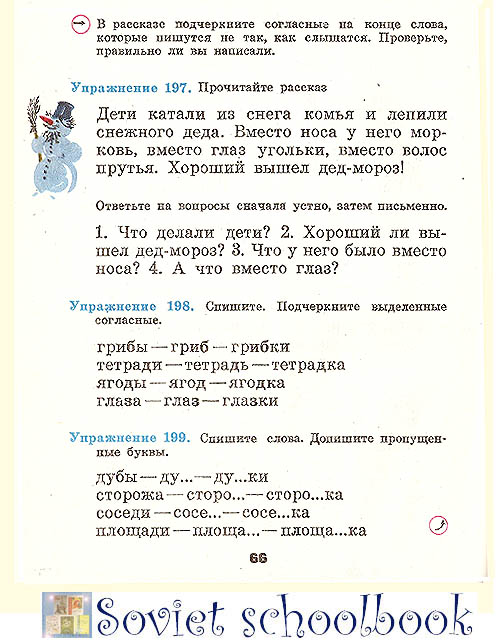 В рассказе подчеркните согласные на конце слова,
которые пишутся не так, как слышатся. Проверьте,
правильно ли вы написали.
Упражнение 197. Прочитайте рассказ
Дети катали из снега комья и лепили
снежного деда. Вместо носа у него мор-
ковь, вместо глаз угольки, вместо волос
прутья. Хороший вышел дед-мороз!
Ответьте на вопросы сначала устно, затем письменно.
1. Что делали дети? 2. Хороший ли вы-
шел дед-мороз? 3. Что у него было вместо
носа? 4. А что вместо глаз?
Упражнение 198. Спишите. Подчеркните выделенные
согласные.
грибы — гриб — грибки
тетради — тетрадь — тетрадка
ягоды — ягод — ягодка
глаза — глаз — глазки
Упражнение 199. Спишите слова. Допишите пропущен-
ные буквы.
дубы — ду... — ду...ки
сторожа — сторо... — сторо...ка
соседи — сосе... — сосе...ка
площади — площа... — площа...ка
66
Soviet schoolbook